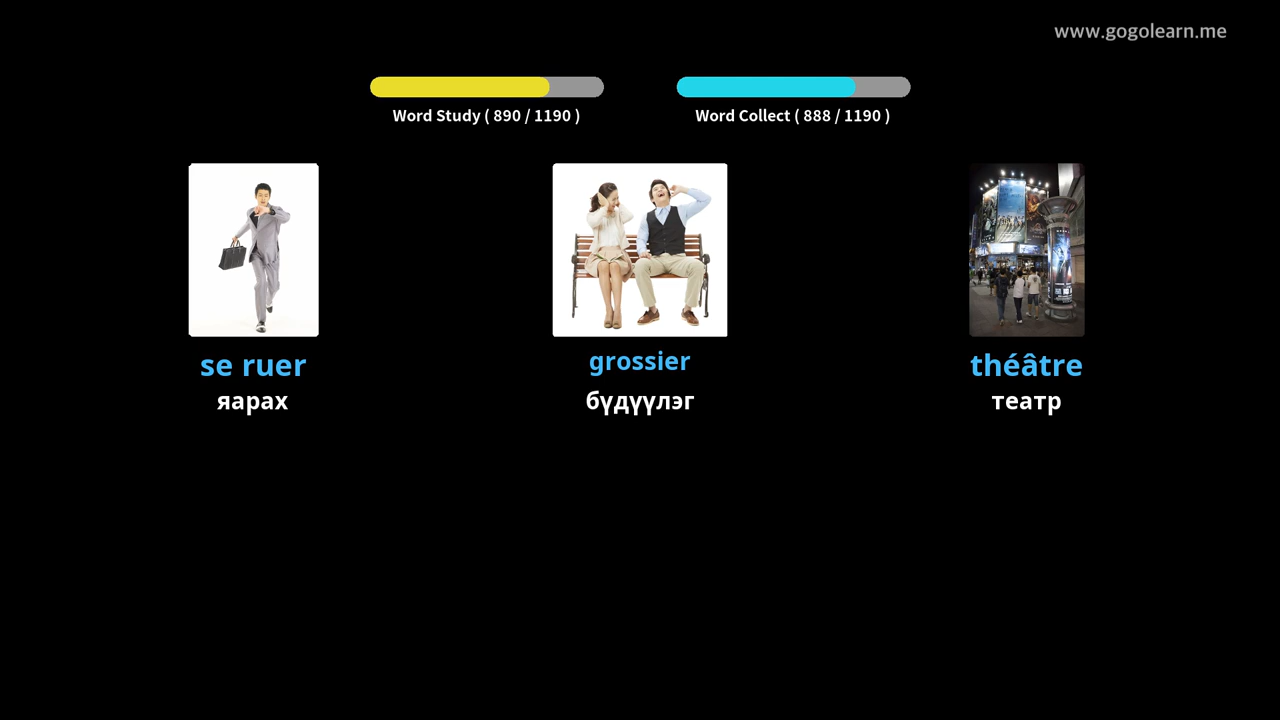 www.gogolearn.me
Word Study ( 890 / 1190 )
Word Collect ( 888 / 1190 )
se ruer
яарах
grossier
бүдүүлэг
théâtre
театр